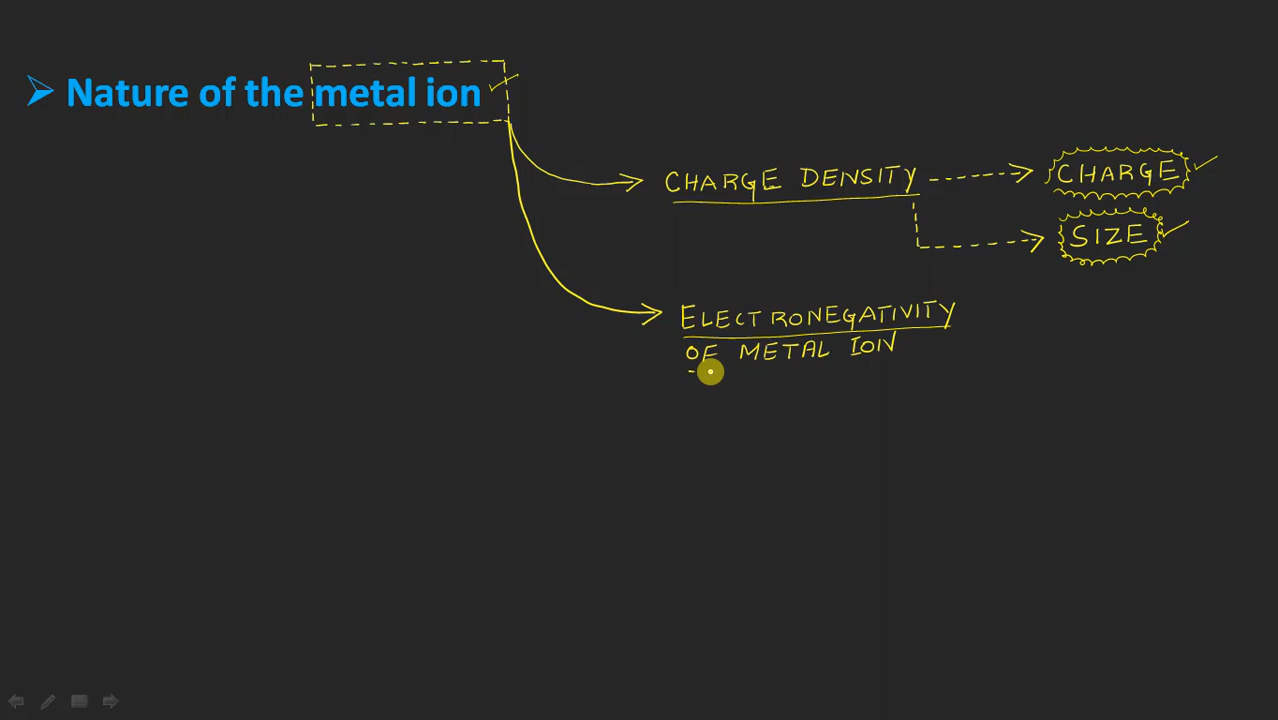 Nature of the metal ion
CHARGE DENSITY
CHARGE
SIZE
ELECTRONEGATIVITY
OF METAL ION